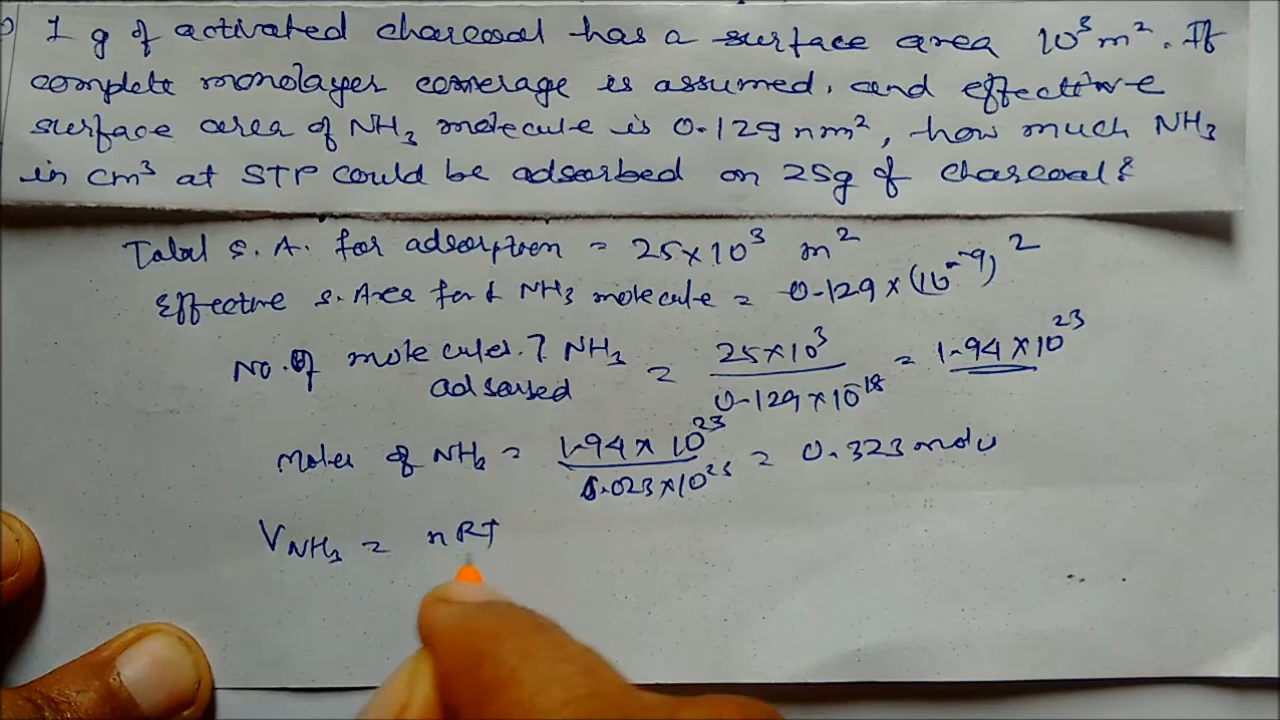 1 g of activated charcoal has a surface area 10³ m². If
complete monolayer coverage is assumed, and effective
surface area of NH₃ molecule is 0.129 nm², how much NH₃
in cm³ at STP could be adsorbed on 25g of charcoal?
Total S. A. for adsorption = 25×10³ m²
Effective S. Area for 1 NH₃ molecule = 0.129 × (10⁻⁹)²
No. of molecules of NH₃ adsorbed = 25×10³ / 0.129×10⁻¹⁸ = 1.94×10²³
Moles of NH₃ = 1.94×10²³ / 6.023×10²³ = 0.323 moles
V NH₃ = nRT